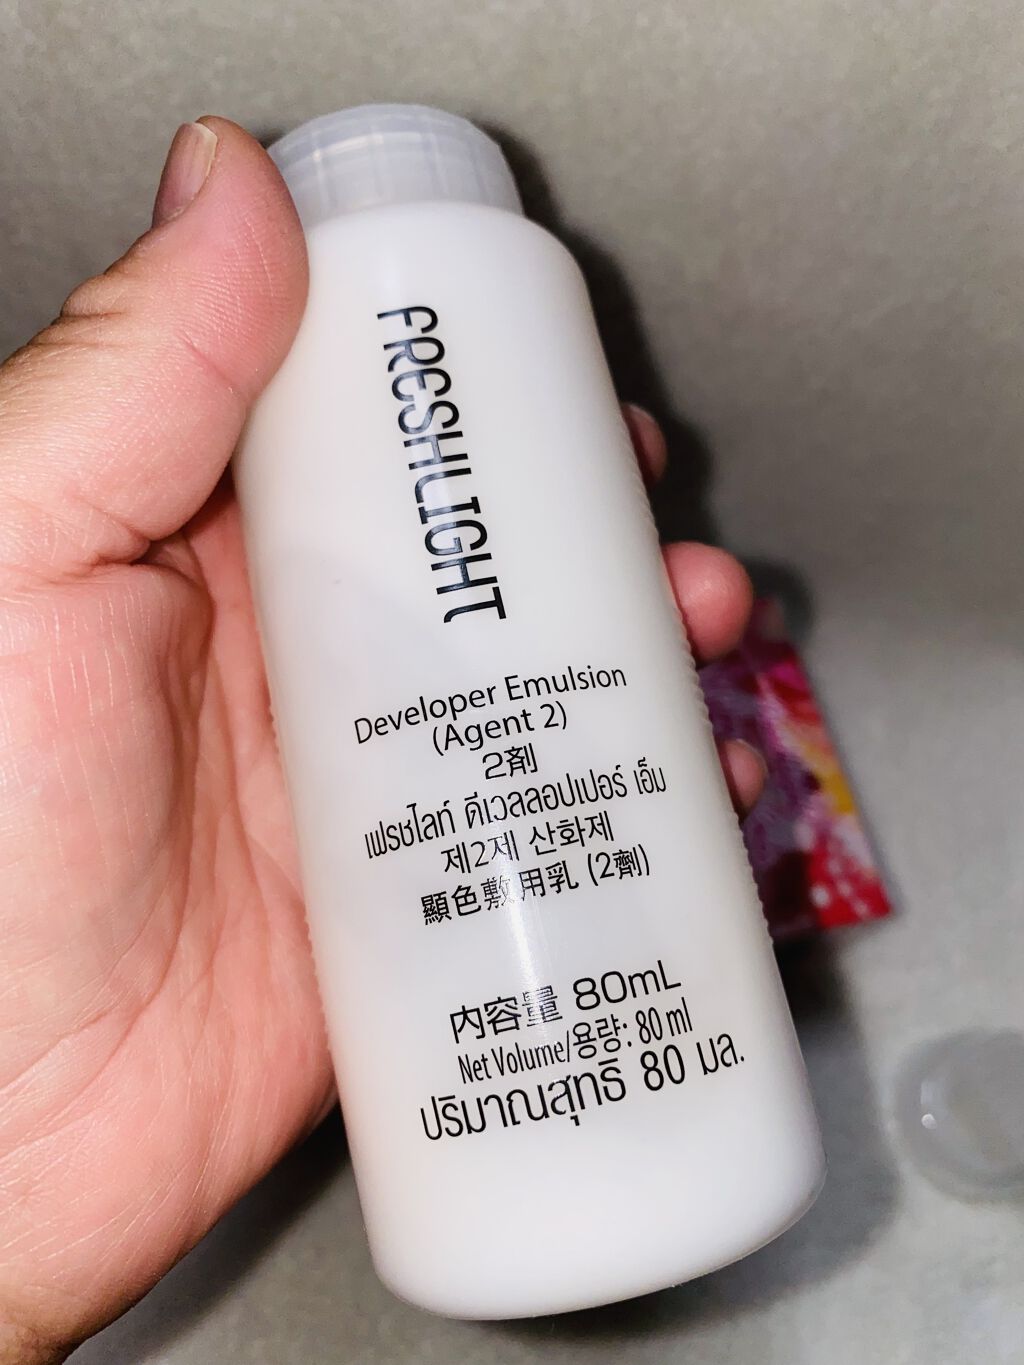 FRESHLIGHT
Developer Emulsion
(Agent 2)
2剤
เฟรชไลท์ ดีเวลลอปเปอร์ เอ็ม
제2제 산화제
顯色敷用乳 (2劑)
内容量 80mL
Net Volume/용량: 80 ml
ปริมาณสุทธิ 80 มล.